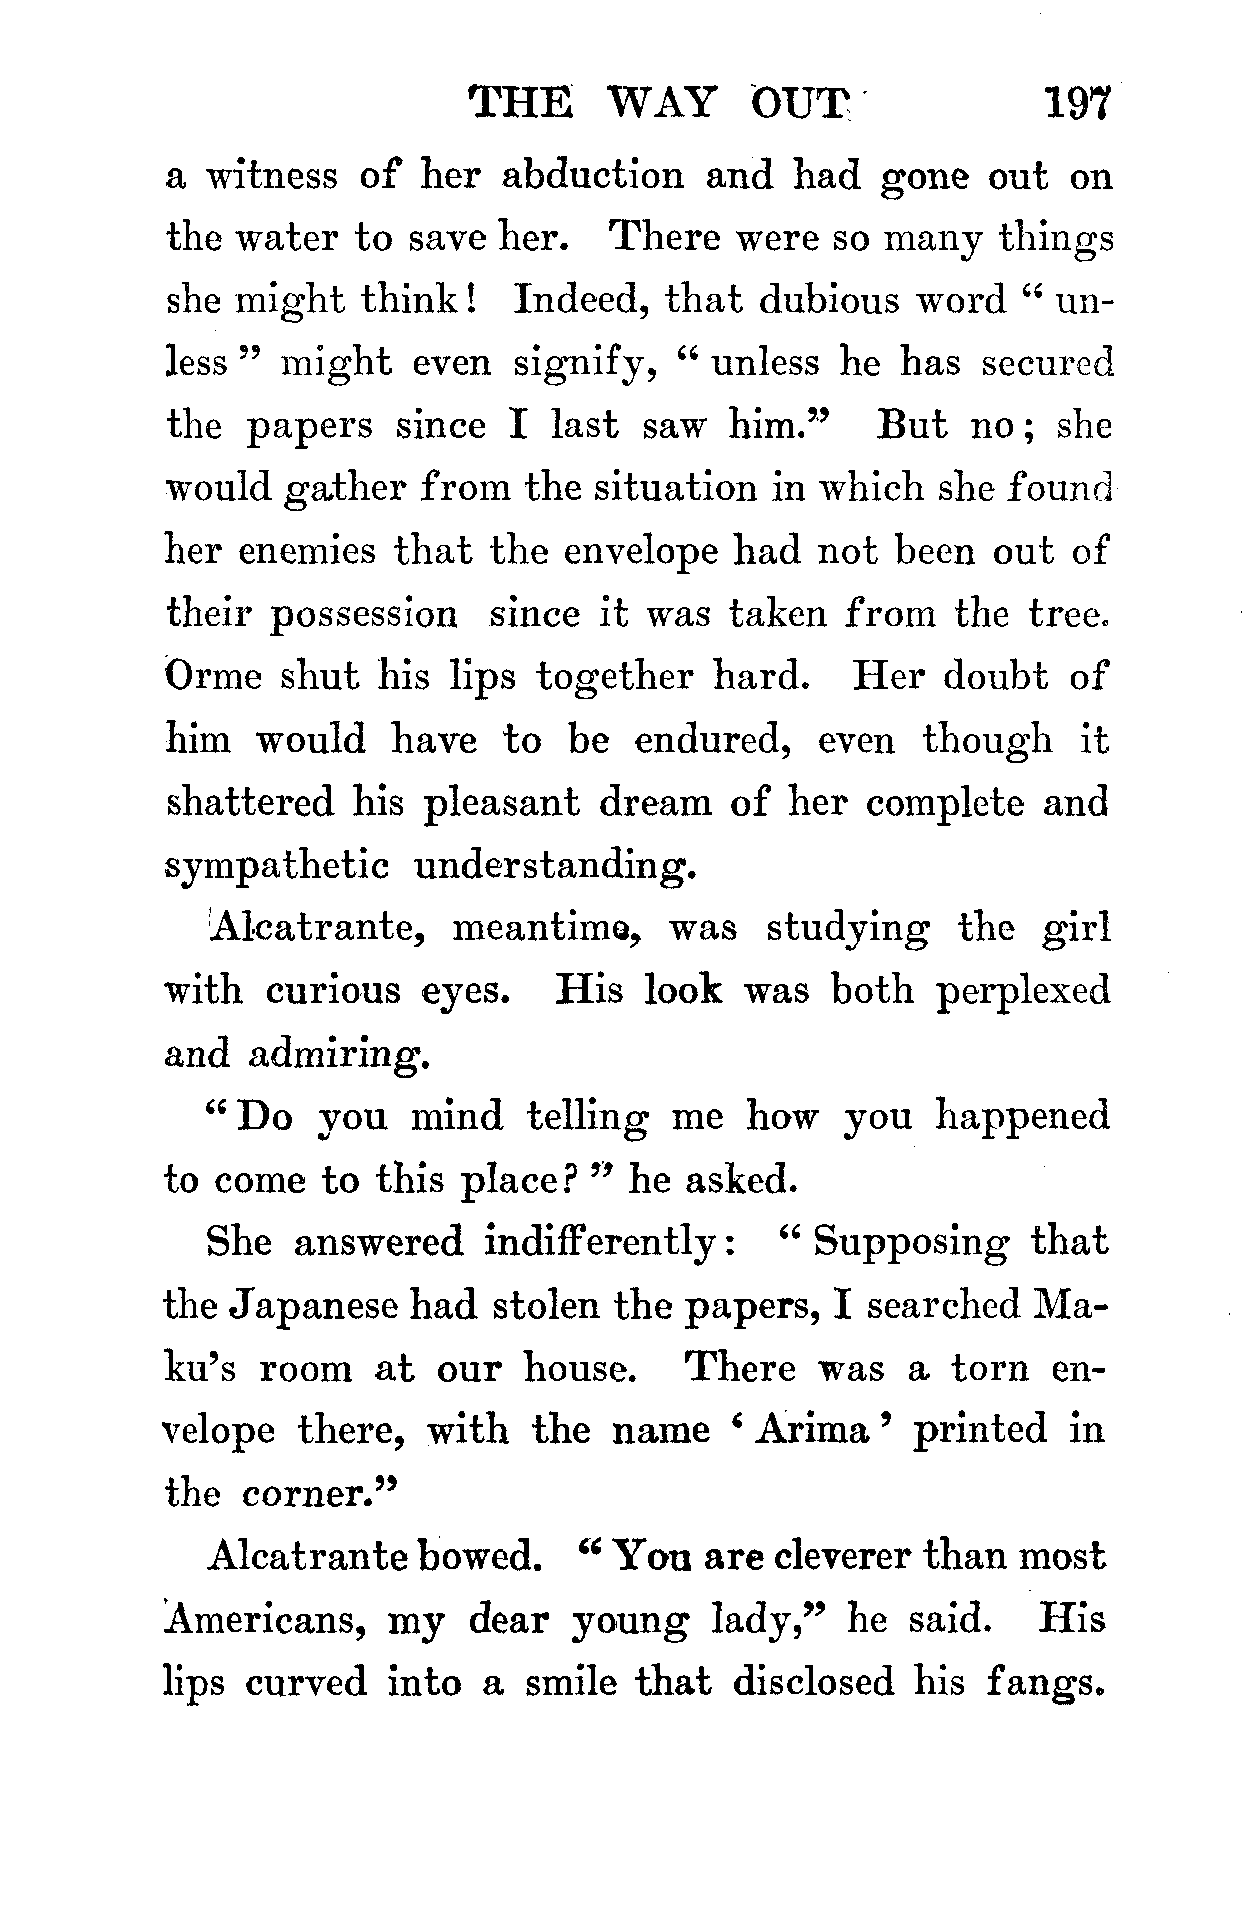 THE WAY OUT 197
a witness of her abduction and had gone out on
the water to save her. There were so many things
she might think! Indeed, that dubious word “ un-
less ” might even signify, “ unless he has secured
the papers since I last saw him.” But no; she
would gather from the situation in which she found
her enemies that the envelope had not been out of
their possession since it was taken from the tree.
Orme shut his lips together hard. Her doubt of
him would have to be endured, even though it
shattered his pleasant dream of her complete and
sympathetic understanding.
Alcatrante, meantime, was studying the girl
with curious eyes. His look was both perplexed
and admiring.
“ Do you mind telling me how you happened
to come to this place? ” he asked.
She answered indifferently: “ Supposing that
the Japanese had stolen the papers, I searched Ma-
ku’s room at our house. There was a torn en-
velope there, with the name ‘ Arima ’ printed in
the corner.”
Alcatrante bowed. “ You are cleverer than most
Americans, my dear young lady,” he said. His
lips curved into a smile that disclosed his fangs.